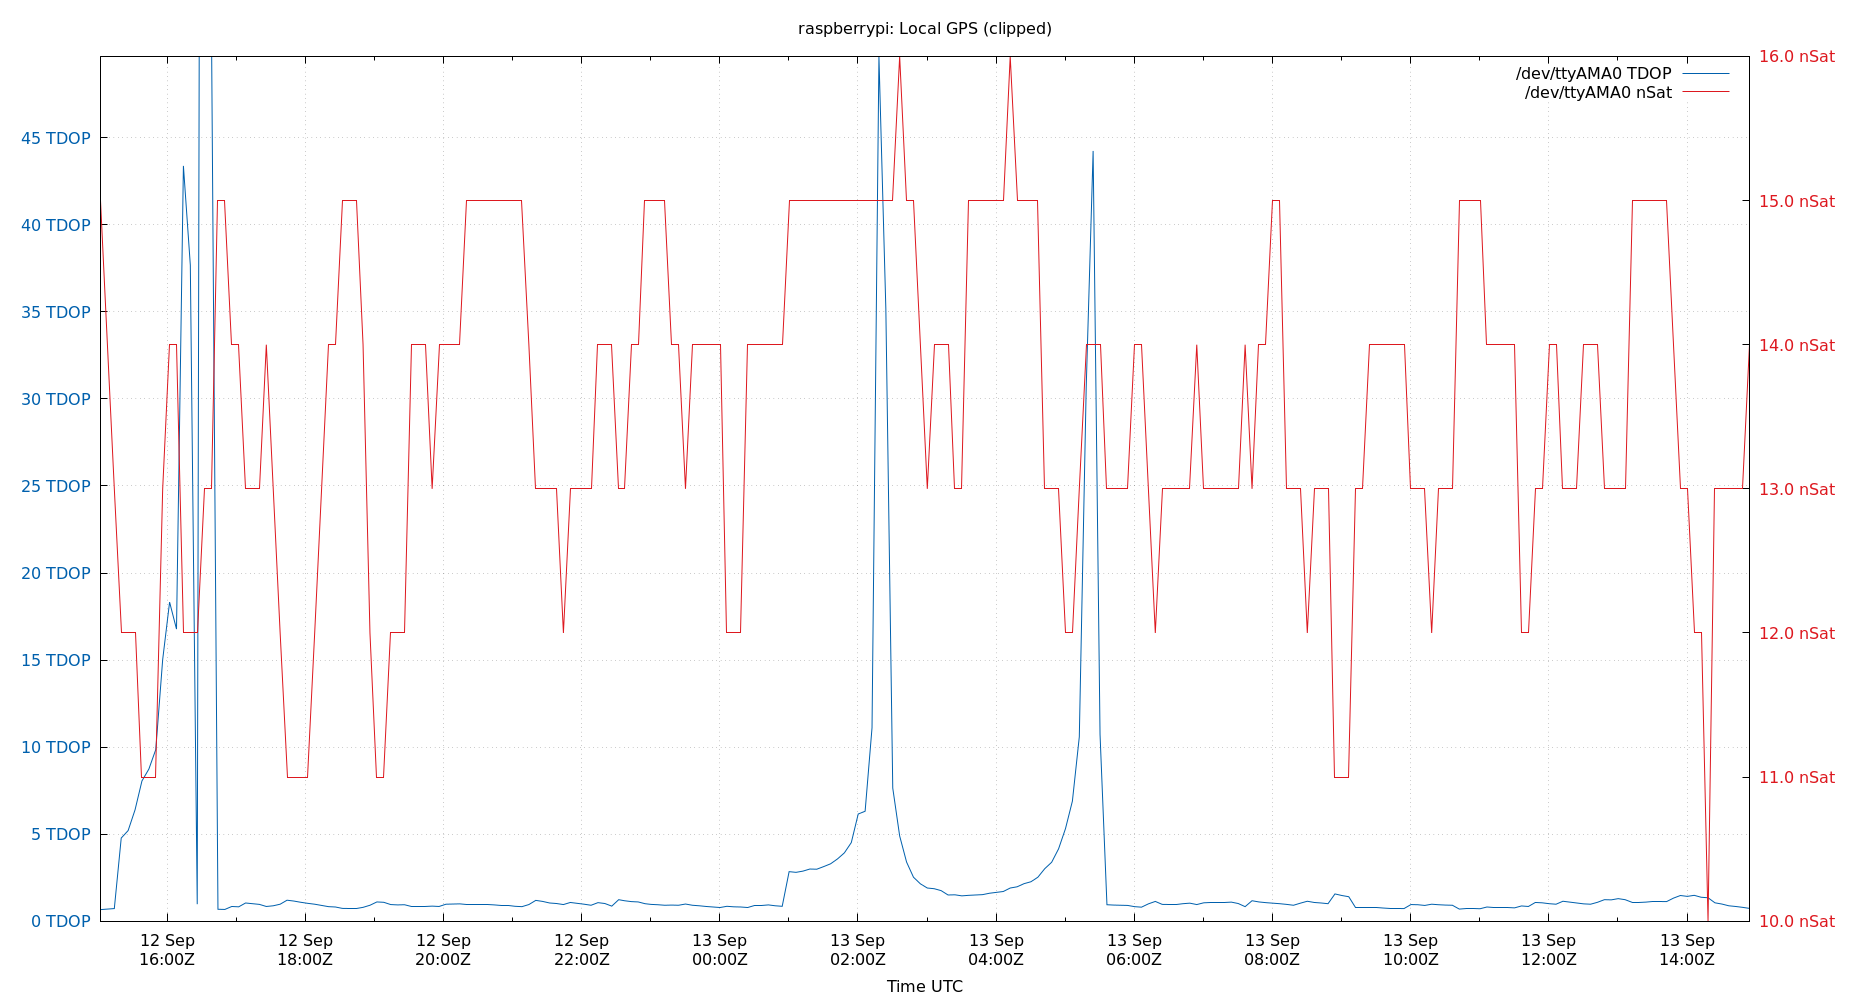 raspberrypi: Local GPS (clipped)
/dev/ttyAMA0 TDOP
/dev/ttyAMA0 nSat
45 TDOP
40 TDOP
35 TDOP
30 TDOP
25 TDOP
20 TDOP
15 TDOP
10 TDOP
5 TDOP
0 TDOP
16.0 nSat
15.0 nSat
14.0 nSat
13.0 nSat
12.0 nSat
11.0 nSat
10.0 nSat
12 Sep
16:00Z
12 Sep
18:00Z
12 Sep
20:00Z
12 Sep
22:00Z
13 Sep
00:00Z
13 Sep
02:00Z
13 Sep
04:00Z
13 Sep
06:00Z
13 Sep
08:00Z
13 Sep
10:00Z
13 Sep
12:00Z
13 Sep
14:00Z
Time UTC